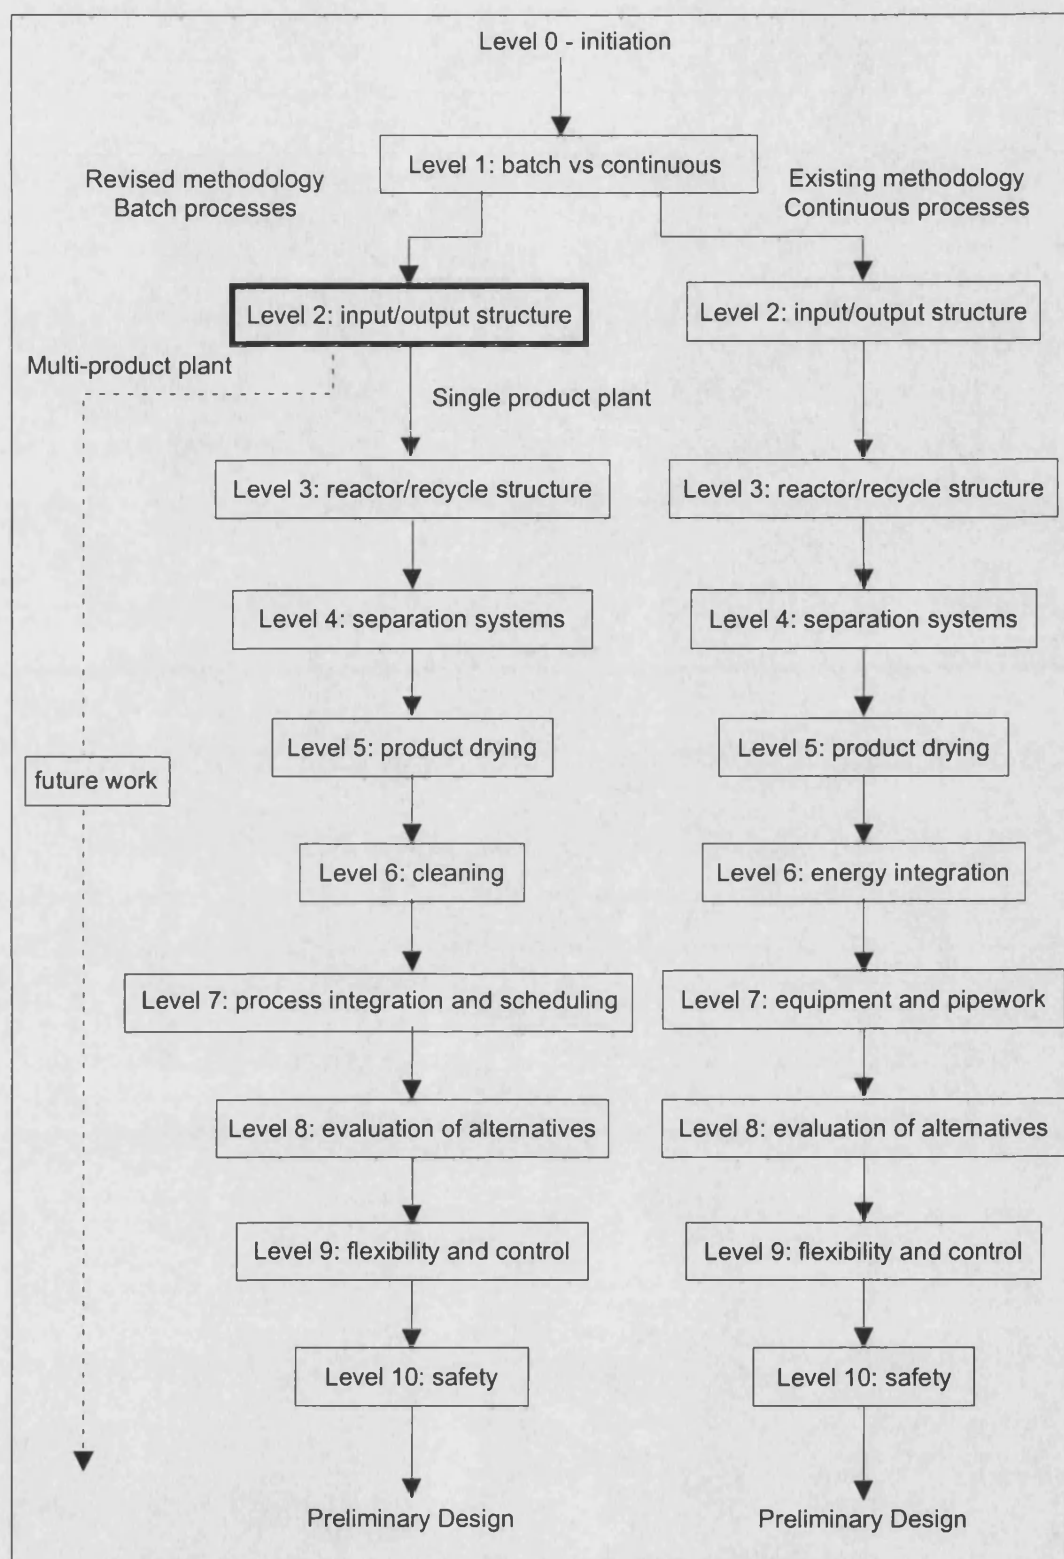 Level 0 - initiation
Level 1: batch vs continuous
Revised methodology
Batch processes
Existing methodology
Continuous processes
Level 2: input/output structure
Level 2: input/output structure
Multi-product plant
Single product plant
Level 3: reactor/recycle structure
Level 3: reactor/recycle structure
Level 4: separation systems
Level 4: separation systems
Level 5: product drying
Level 5: product drying
future work
Level 6: cleaning
Level 6: energy integration
Level 7: process integration and scheduling
Level 7: equipment and pipework
Level 8: evaluation of alternatives
Level 8: evaluation of alternatives
Level 9: flexibility and control
Level 9: flexibility and control
Level 10: safety
Level 10: safety
Preliminary Design
Preliminary Design